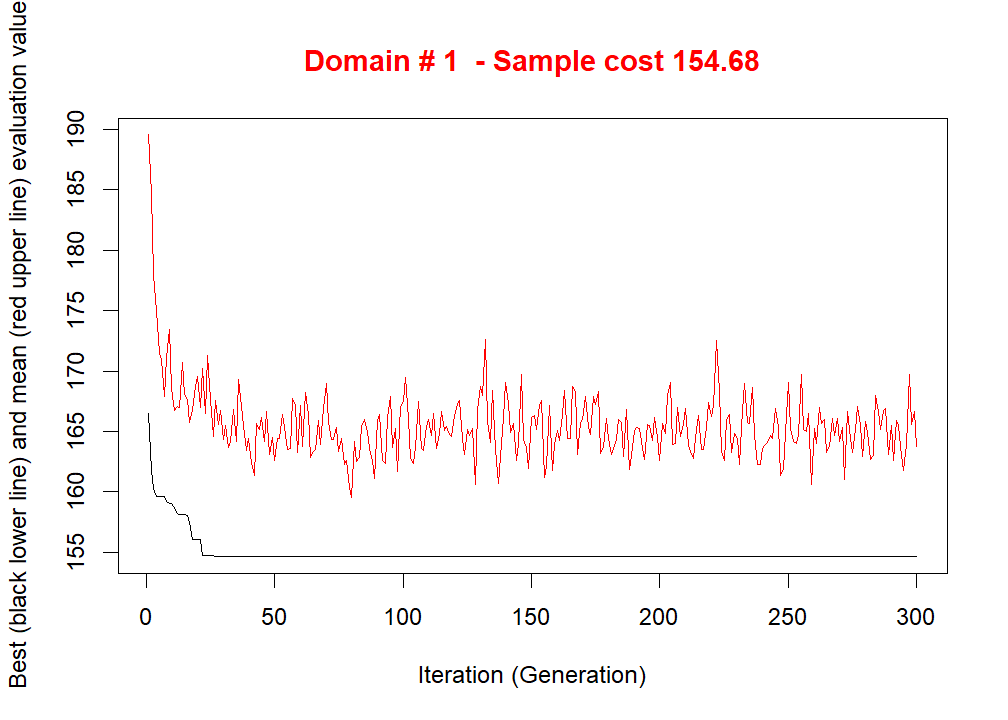 Domain # 1  - Sample cost 154.68
Best (black lower line) and mean (red upper line) evaluation value
190
185
180
175
170
165
160
155
0 50 100 150 200 250 300
Iteration (Generation)